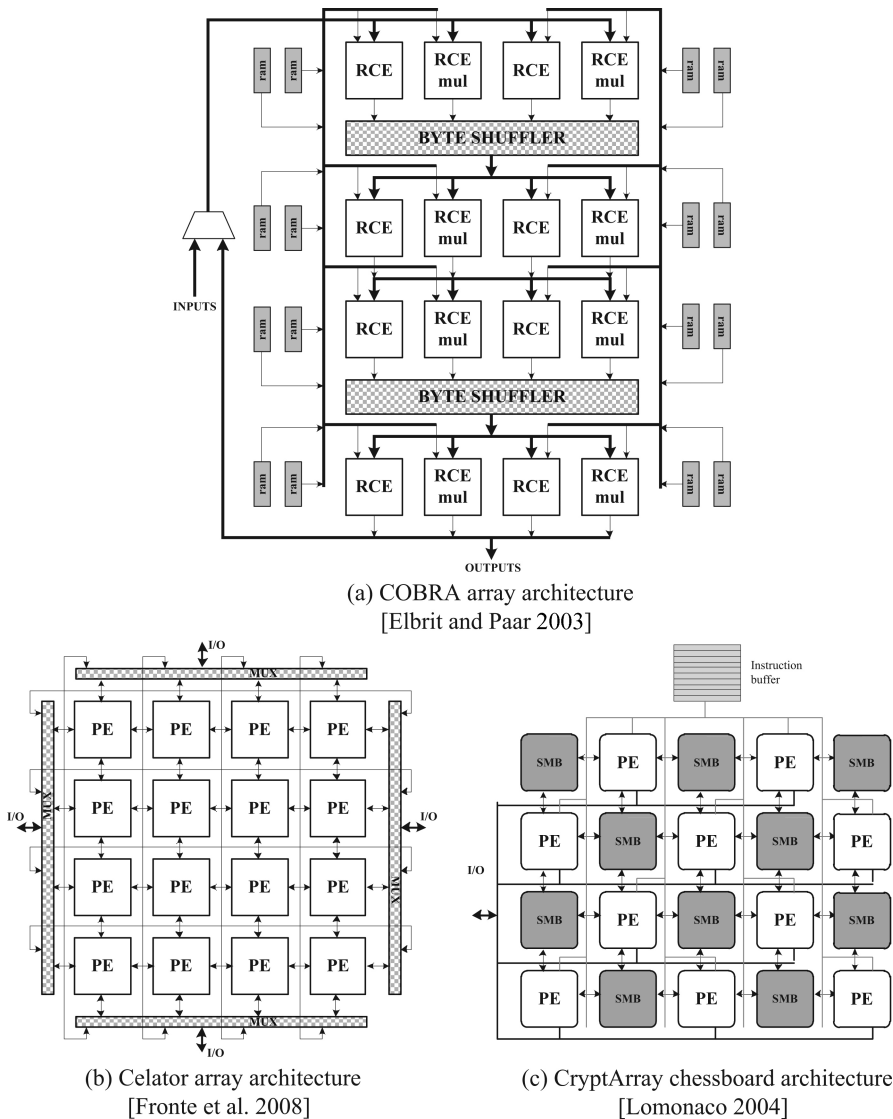 ram ram RCE RCE mul RCE RCE mul ram ram
BYTE SHUFFLER
ram ram RCE RCE mul RCE RCE mul ram ram
INPUTS
ram ram RCE RCE mul RCE RCE mul ram ram
BYTE SHUFFLER
ram ram RCE RCE mul RCE RCE mul ram ram
OUTPUTS
(a) COBRA array architecture
[Elbrit and Paar 2003]
I/O
MUX
PE PE PE PE
MUX
I/O
PE PE PE PE
I/O
PE PE PE PE
MUX
PE PE PE PE
MUX
I/O
(b) Celator array architecture
[Fronte et al. 2008]
Instruction
buffer
SMB PE SMB PE SMB
PE SMB PE SMB PE
I/O
SMB PE SMB PE SMB
PE SMB PE SMB PE
(c) CryptArray chessboard architecture
[Lomonaco 2004]